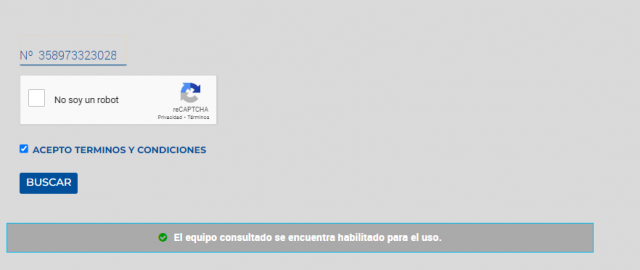 Nº 358973323028
No soy un robot
reCAPTCHA
Privacidad - Términos
ACEPTO TERMINOS Y CONDICIONES
BUSCAR
El equipo consultado se encuentra habilitado para el uso.